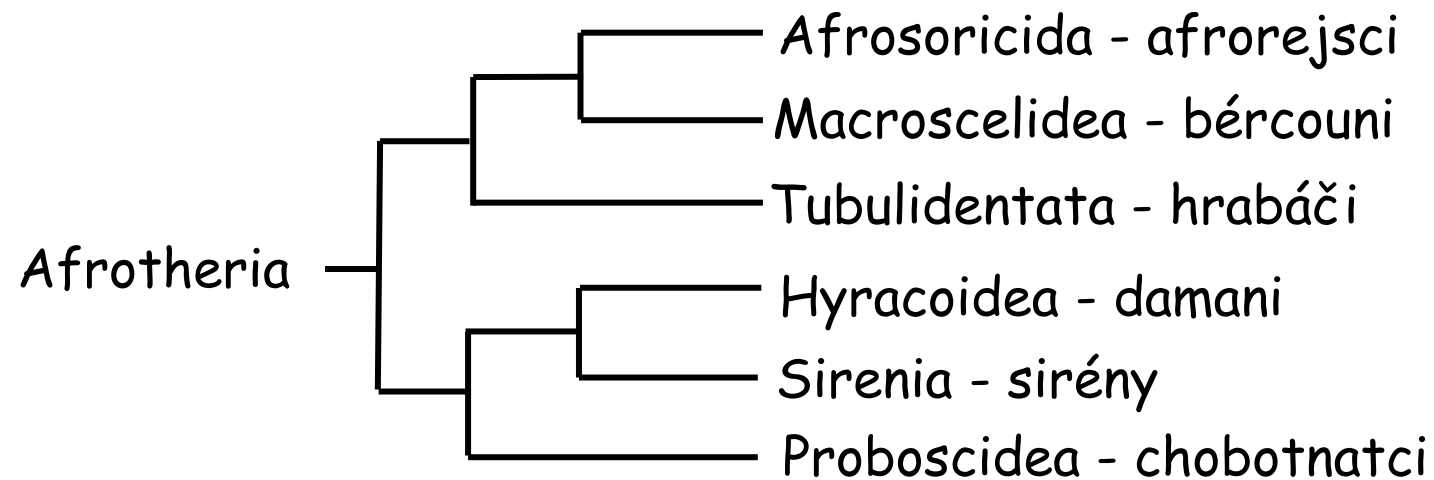 Afrosoricida - afrorejsci
Macroscelidea - bércouni
Tubulidentata - hrabáči
Afrotheria
Hyracoidea - damani
Sirenia - sirény
Proboscidea - chobotnatci